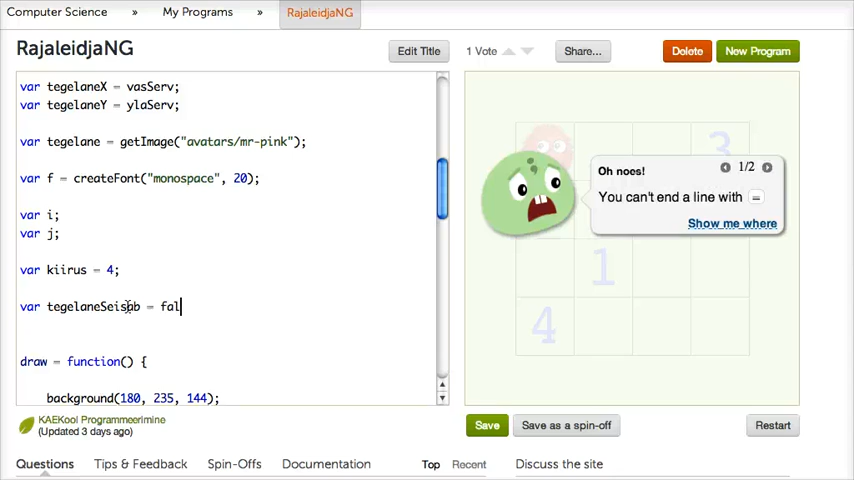 Computer Science » My Programs » RajaleidjaNG
RajaleidjaNG
Edit Title
1 Vote
Share...
Delete
New Program
var tegelaneX = vasServ;
var tegelaneY = ylaServ;
var tegelane = getImage("avatars/mr-pink");
var f = createFont("monospace", 20);
var i;
var j;
var kiirus = 4;
var tegelaneSeisab = fal
draw = function() {
background(180, 235, 144);
3
1
4
Oh noes!
1/2
You can't end a line with =
Show me where
KAEKool Programmeerimine
(Updated 3 days ago)
Save
Save as a spin-off
Restart
Questions Tips & Feedback Spin-Offs Documentation Top Recent Discuss the site